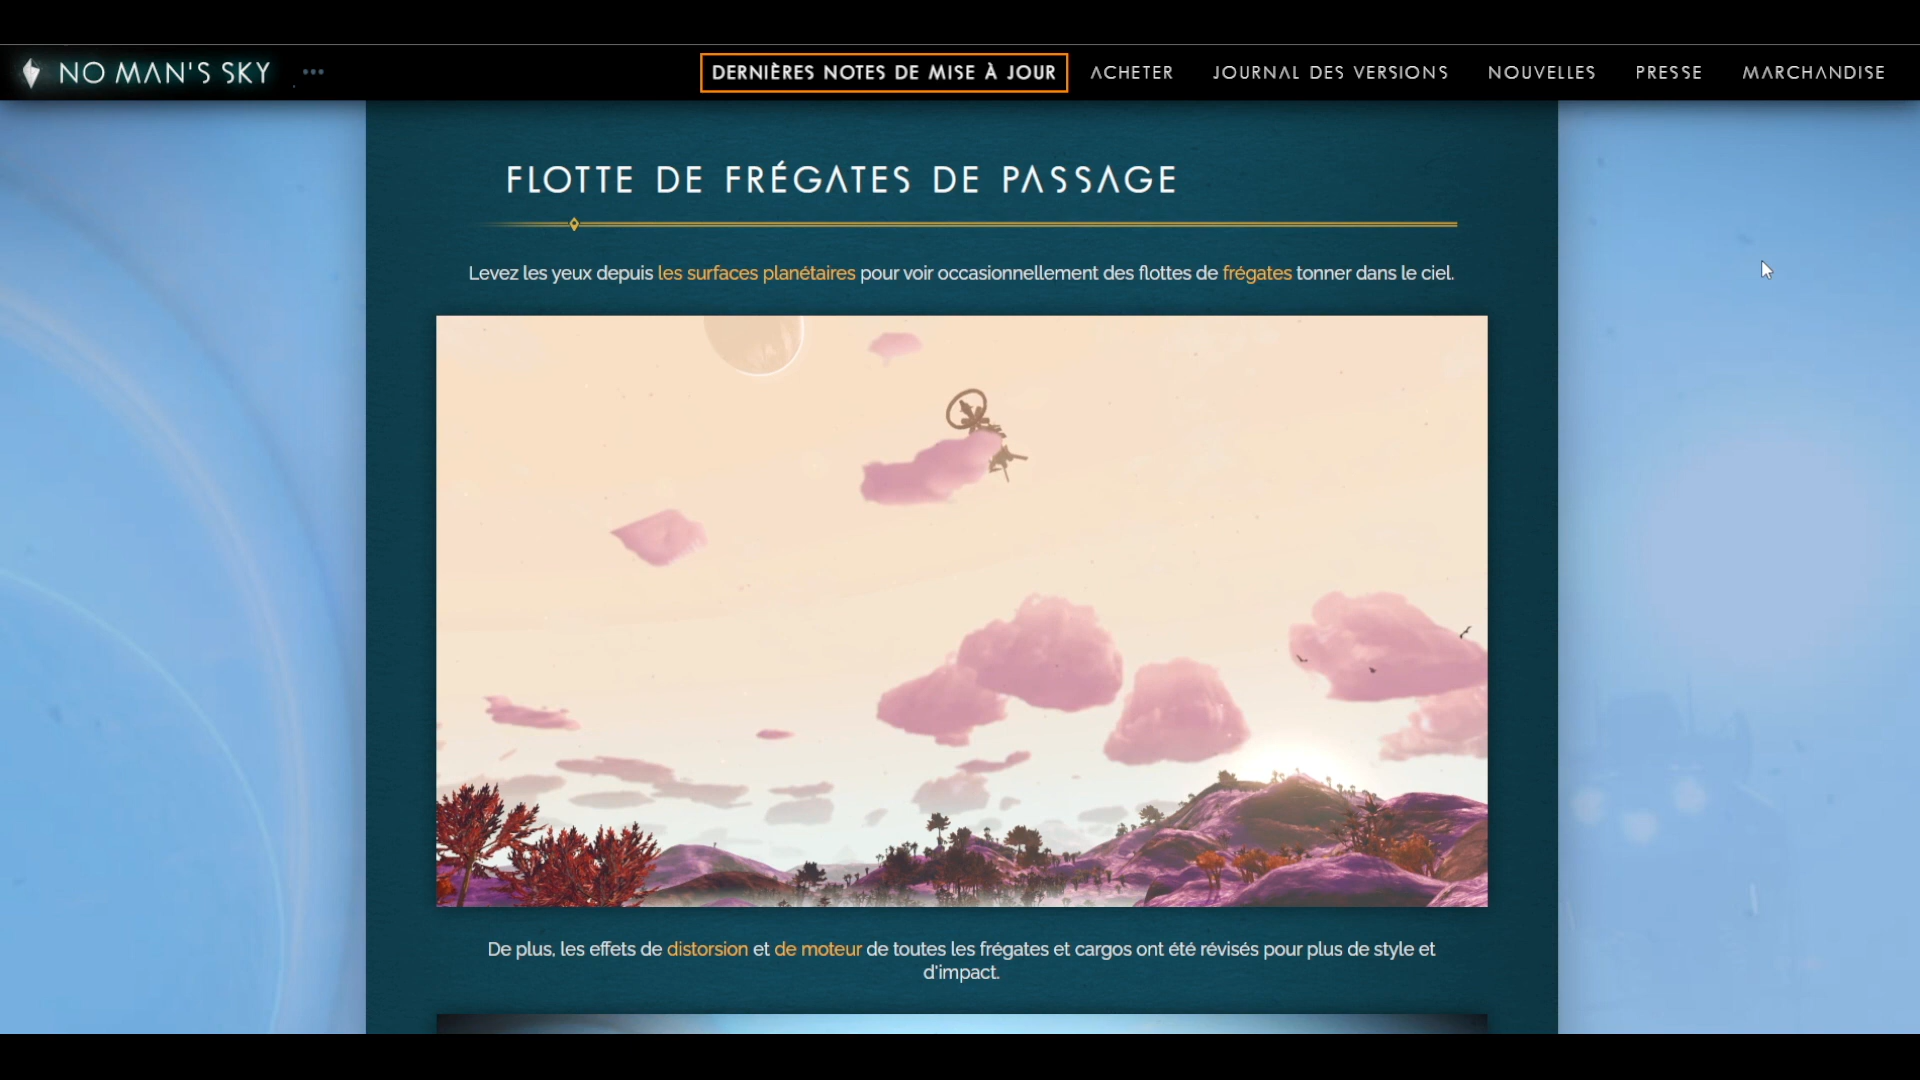 NO MAN'S SKY
DERNIÈRES NOTES DE MISE À JOUR
ACHETER
JOURNAL DES VERSIONS
NOUVELLES
PRESSE
MARCHANDISE
FLOTTE DE FRÉGATES DE PASSAGE
Levez les yeux depuis les surfaces planétaires pour voir occasionnellement des flottes de frégates tonner dans le ciel.
De plus, les effets de distorsion et de moteur de toutes les frégates et cargos ont été révisés pour plus de style et
d'impact.